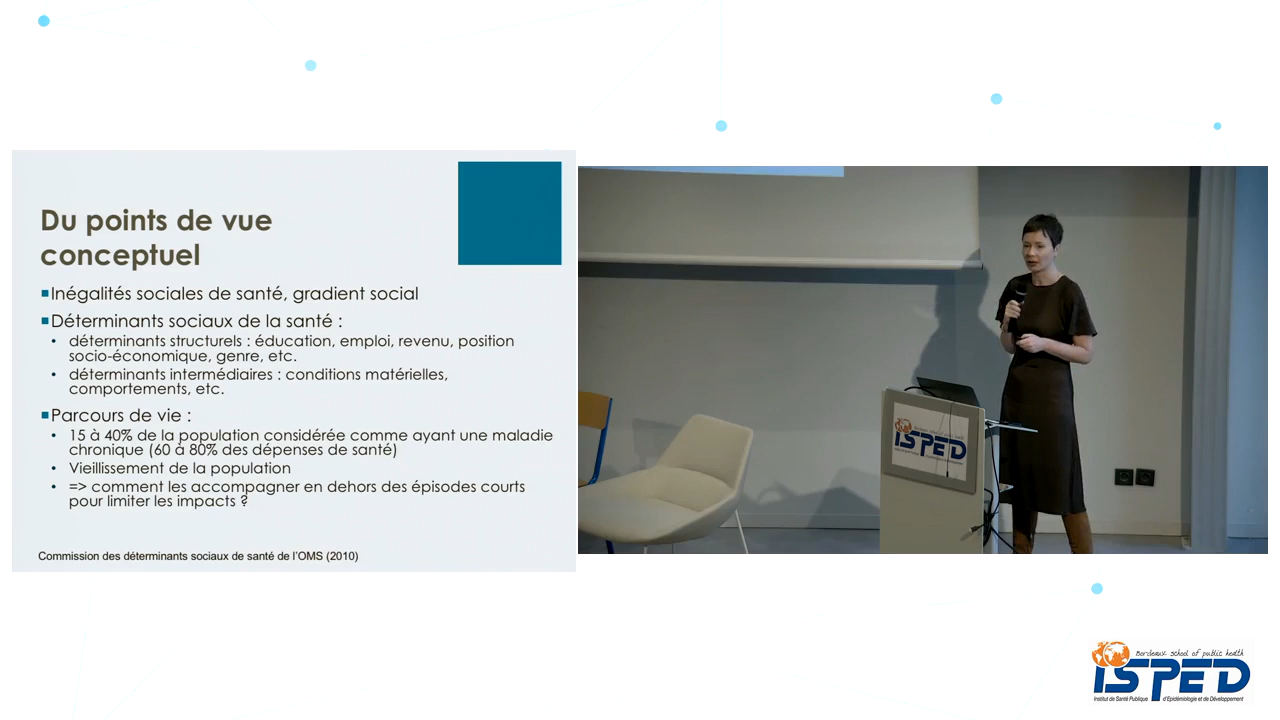 Du points de vue
conceptuel
Inégalités sociales de santé, gradient social
Déterminants sociaux de la santé :
déterminants structurels : éducation, emploi, revenu, position
socio-économique, genre, etc.
déterminants intermédiaires : conditions matérielles,
comportements, etc.
Parcours de vie :
15 à 40% de la population considérée comme ayant une maladie
chronique (60 à 80% des dépenses de santé)
Vieillissement de la population
=> comment les accompagner en dehors des épisodes courts
pour limiter les impacts ?
Commission des déterminants sociaux de santé de l'OMS (2010)
ISPED
Bordeaux school of public health
ISPED
Institut de Santé Publique d'Epidémiologie et de Développement